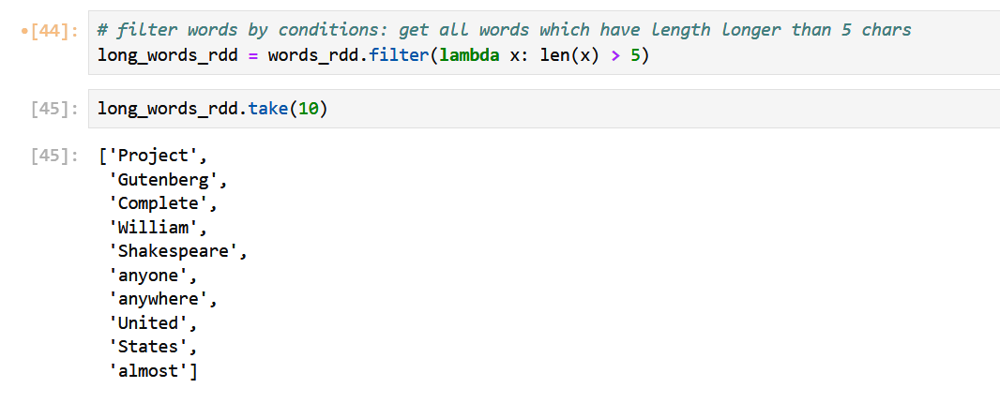 [44]: # filter words by conditions: get all words which have length longer than 5 chars
long_words_rdd = words_rdd.filter(lambda x: len(x) > 5)
[45]: long_words_rdd.take(10)
[45]: ['Project',
'Gutenberg',
'Complete',
'William',
'Shakespeare',
'anyone',
'anywhere',
'United',
'States',
'almost']